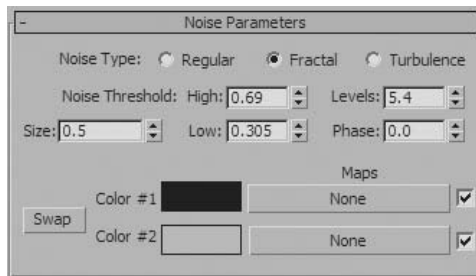 - Noise Parameters
Noise Type: Regular Fractal Turbulence
Noise Threshold: High: 0.69 Levels: 5.4
Size: 0.5 Low: 0.305 Phase: 0.0
Maps
Color #1 None
Swap
Color #2 None